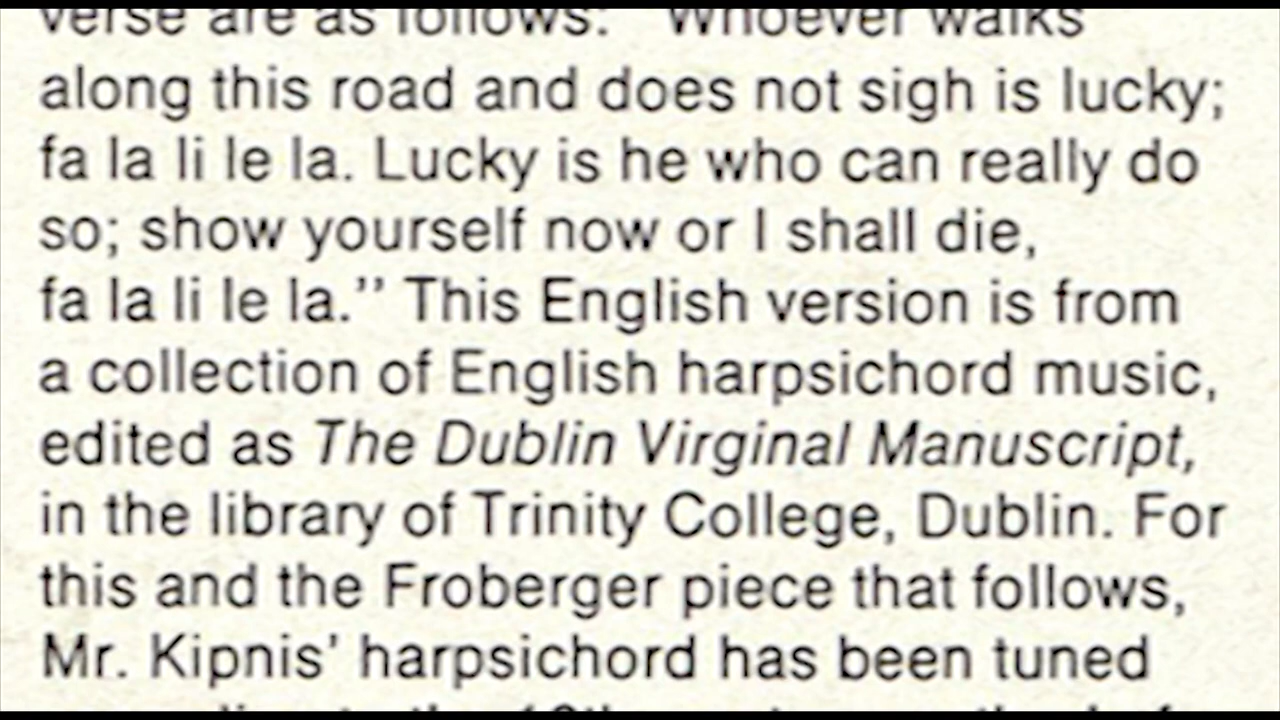 verse are as follows: "Whoever walks
along this road and does not sigh is lucky;
fa la li le la. Lucky is he who can really do
so; show yourself now or I shall die,
fa la li le la.” This English version is from
a collection of English harpsichord music,
edited as The Dublin Virginal Manuscript,
in the library of Trinity College, Dublin. For
this and the Froberger piece that follows,
Mr. Kipnis’ harpsichord has been tuned